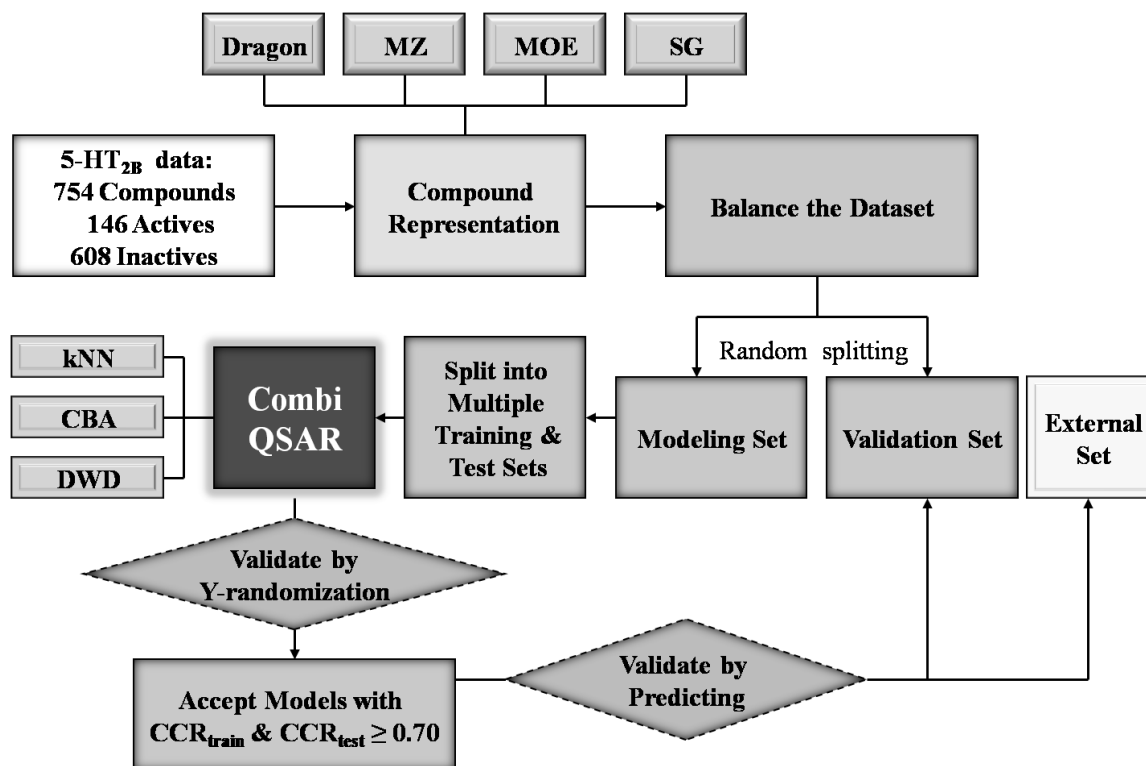 Dragon
MZ
MOE
SG
5-HT2B data:
754 Compounds
146 Actives
608 Inactives
Compound
Representation
Balance the Dataset
Random splitting
kNN
CBA
DWD
Combi
QSAR
Split into
Multiple
Training &
Test Sets
Modeling Set
Validation Set
External
Set
Validate by
Y-randomization
Accept Models with
CCRtrain & CCRtest ≥ 0.70
Validate by
Predicting